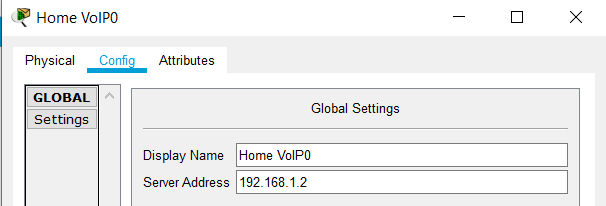 Home VoIP0
Physical Config Attributes
GLOBAL
Settings
Global Settings
Display Name Home VoIP0
Server Address 192.168.1.2